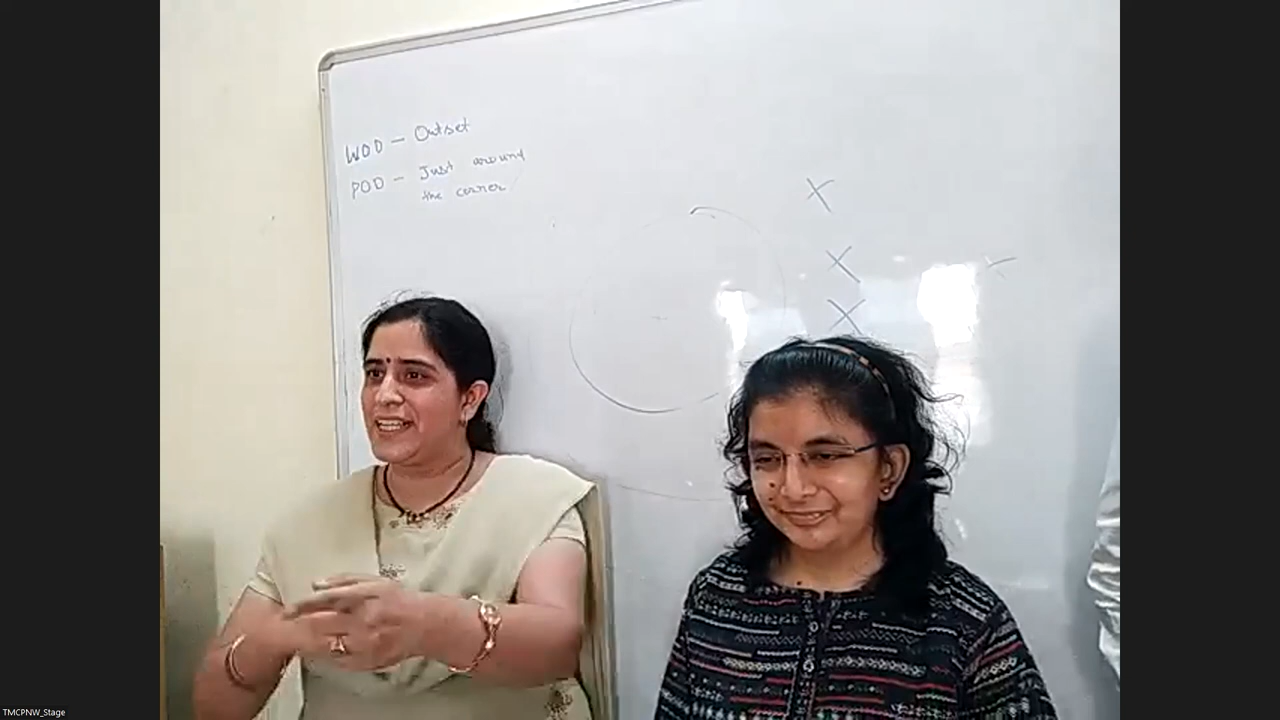 WOD - Outset
POD - Just around
the corner
X
X
X
TMCPNW_Stage